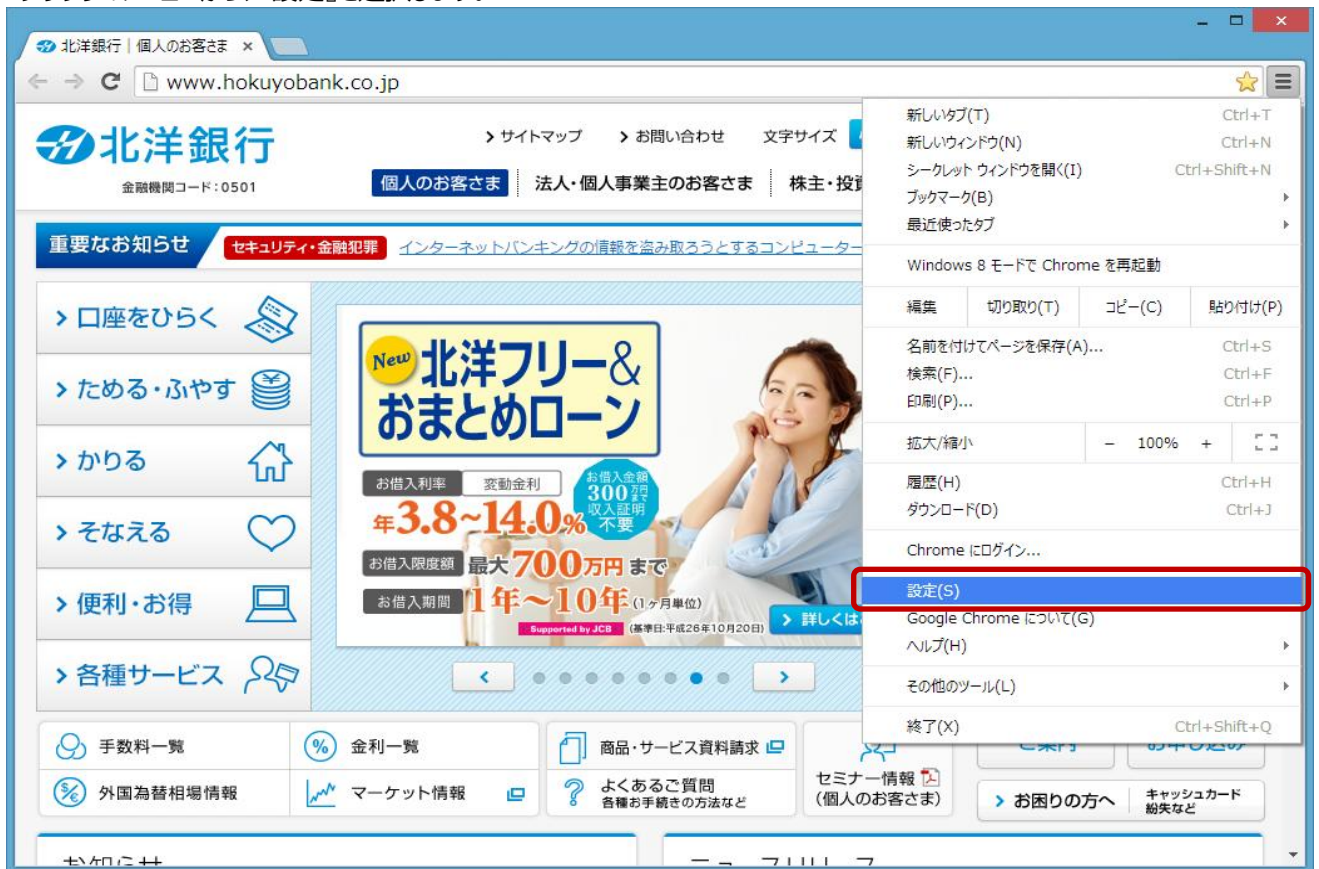 北洋銀行｜個人のお客さま ×
www.hokuyobank.co.jp
北洋銀行
金融機関コード:0501
サイトマップ
お問い合わせ
文字サイズ
個人のお客さま
法人・個人事業主のお客さま
株主・投資
重要なお知らせ
セキュリティ・金融犯罪
インターネットバンキングの情報を盗み取ろうとするコンピューター
口座をひらく
ためる・ふやす
かりる
そなえる
便利・お得
各種サービス
New
北洋フリー&
おまとめローン
お借入利率 変動金利
お借入金額
300万円まで
収入証明
不要
年3.8~14.0%
お借入限度額 最大700万円まで
お借入期間 1年～10年(1ヶ月単位)
Supported by JCB (基準日:平成26年10月20日)
詳しくは
手数料一覧
金利一覧
商品・サービス資料請求
外国為替相場情報
マーケット情報
よくあるご質問
各種お手続きの方法など
セミナー情報
(個人のお客さま)
ご案内
お申し込み
お困りの方へ
キャッシュカード
紛失など
お知らせ
ニュースリリース
新しいタブ(T) Ctrl+T
新しいウィンドウ(N) Ctrl+N
シークレット ウィンドウを開く(I) Ctrl+Shift+N
ブックマーク(B)
最近使ったタブ
Windows 8 モードで Chrome を再起動
編集 切り取り(T) コピー(C) 貼り付け(P)
名前を付けてページを保存(A)... Ctrl+S
検索(F)... Ctrl+F
印刷(P)... Ctrl+P
拡大/縮小 － 100% +
履歴(H) Ctrl+H
ダウンロード(D) Ctrl+J
Chrome にログイン...
設定(S)
Google Chrome について(G)
ヘルプ(H)
その他のツール(L)
終了(X) Ctrl+Shift+Q